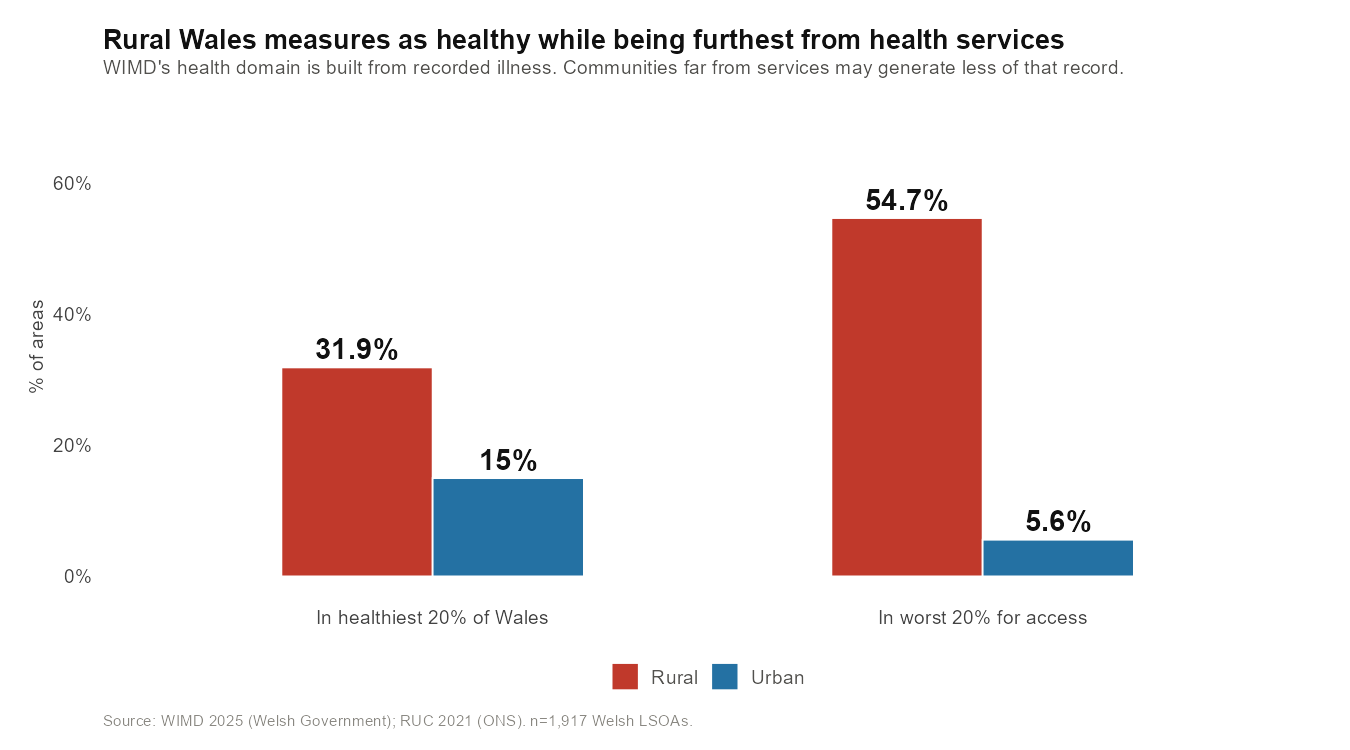 Rural Wales measures as healthy while being furthest from health services
WIMD's health domain is built from recorded illness. Communities far from services may generate less of that record.
60%
40%
20%
0%
% of areas
31.9%
15%
54.7%
5.6%
In healthiest 20% of Wales
In worst 20% for access
Rural
Urban
Source: WIMD 2025 (Welsh Government); RUC 2021 (ONS). n=1,917 Welsh LSOAs.